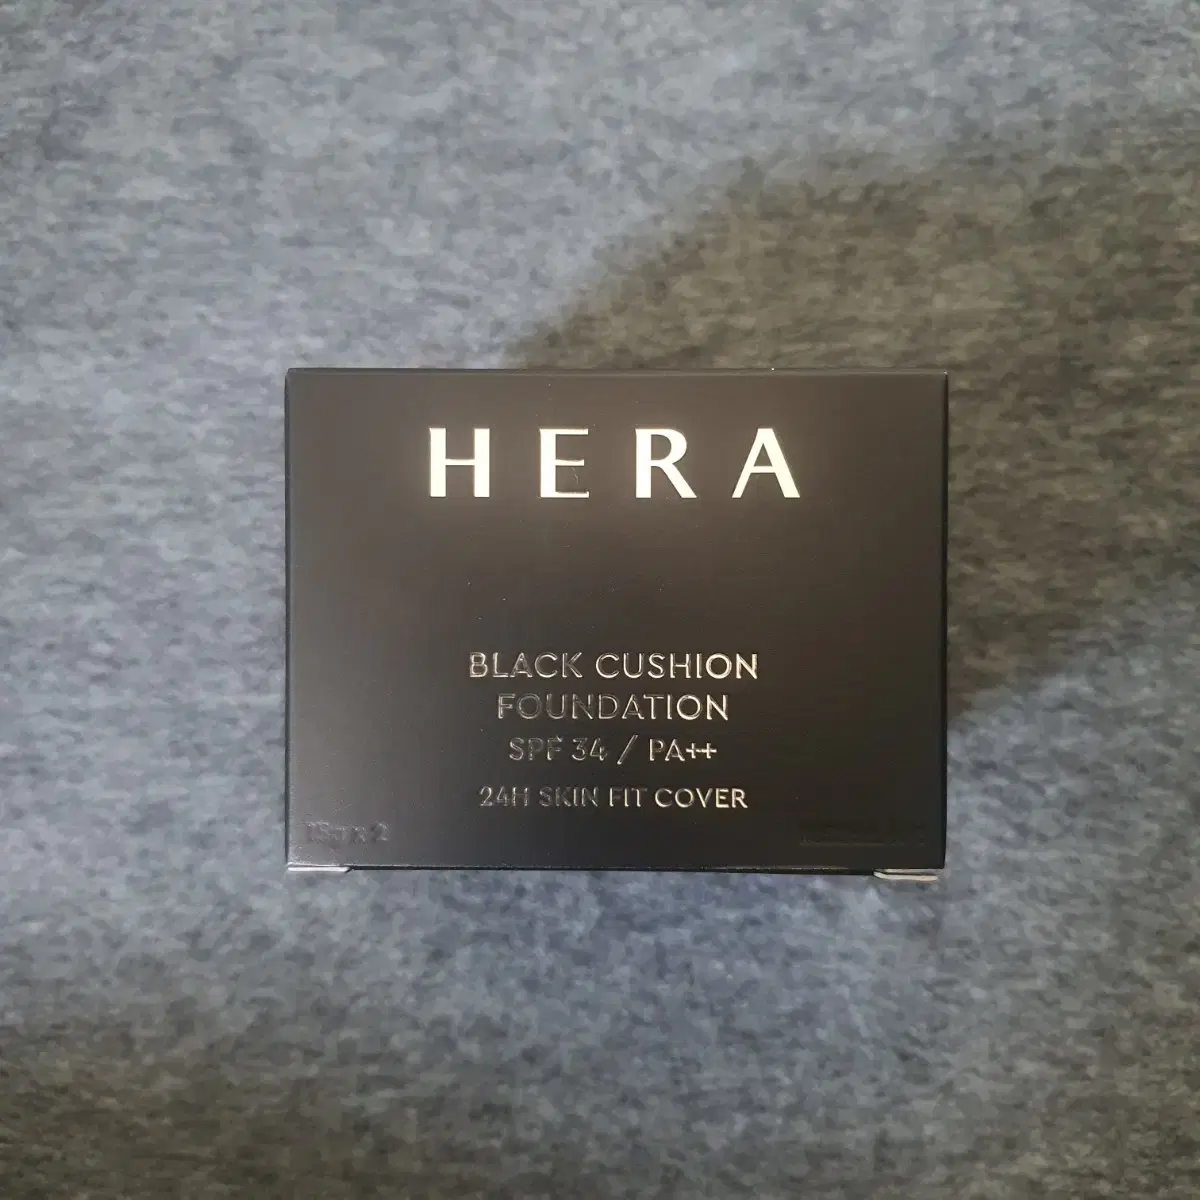 HERA
BLACK CUSHION
FOUNDATION
SPF 34 / PA++
24H SKIN FIT COVER